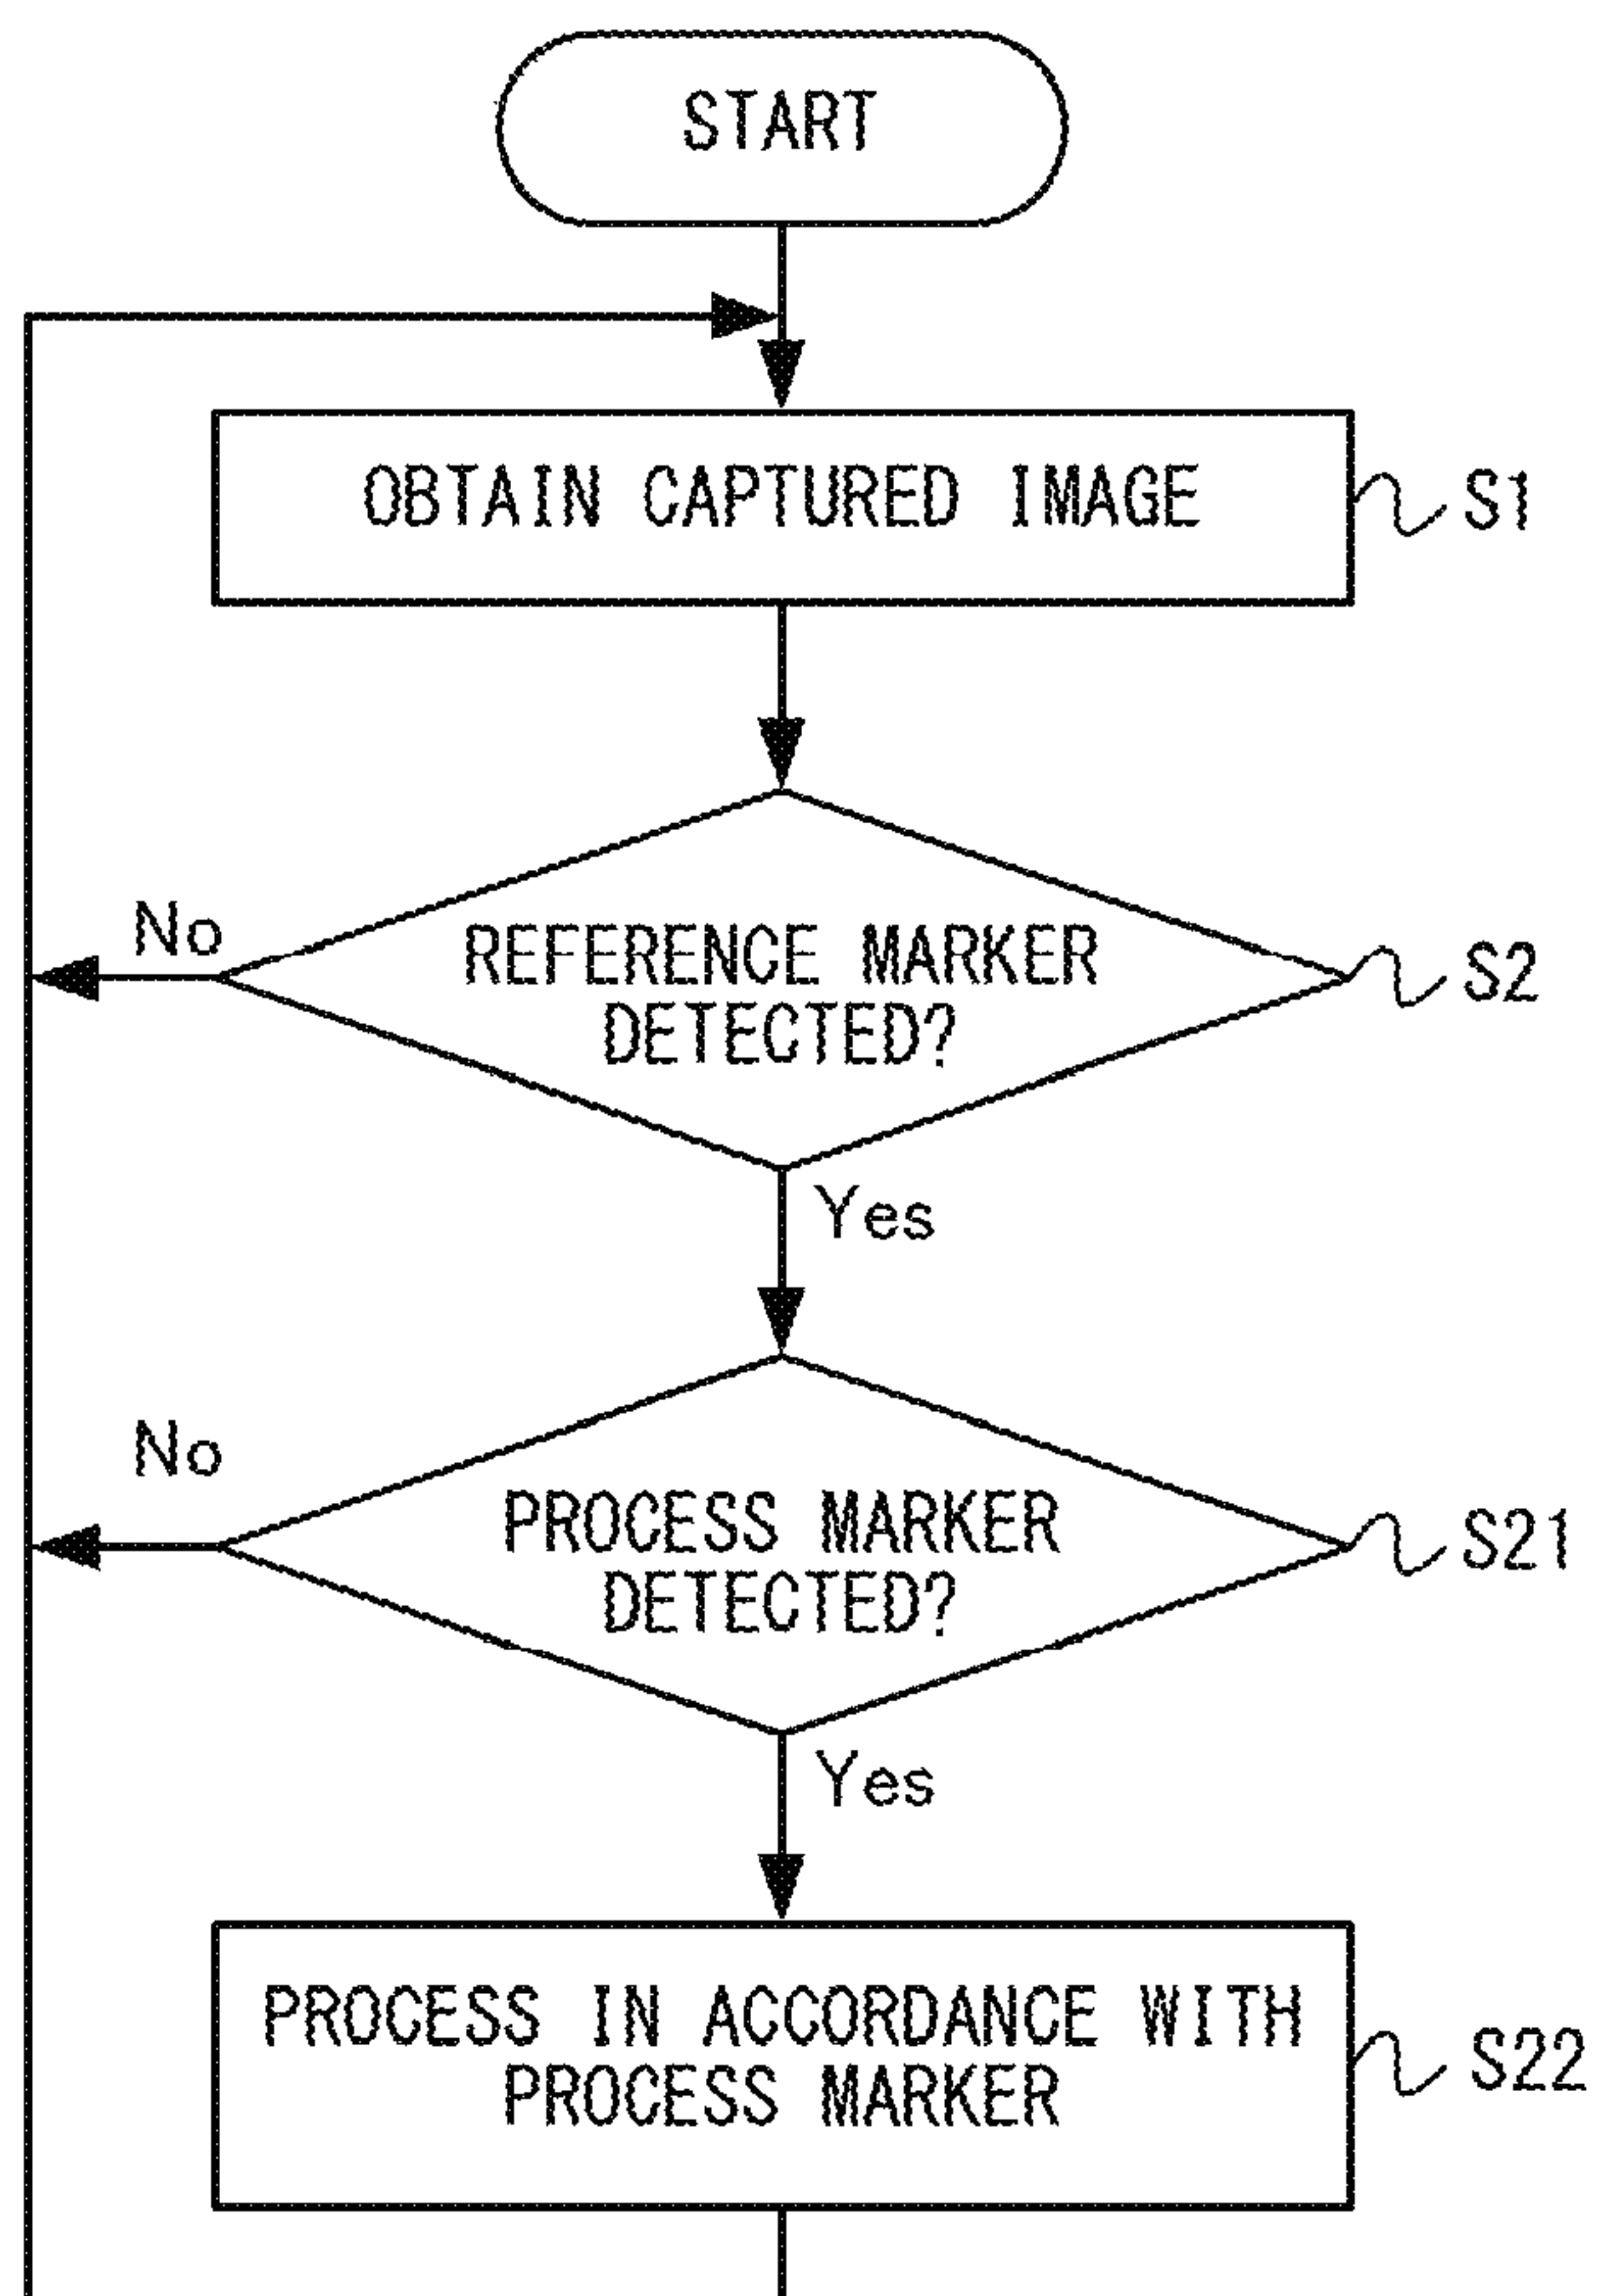 START
OBTAIN CAPTURED IMAGE
S1
No
REFERENCE MARKER
DETECTED?
S2
Yes
No
PROCESS MARKER
DETECTED?
S21
Yes
PROCESS IN ACCORDANCE WITH
PROCESS MARKER
S22